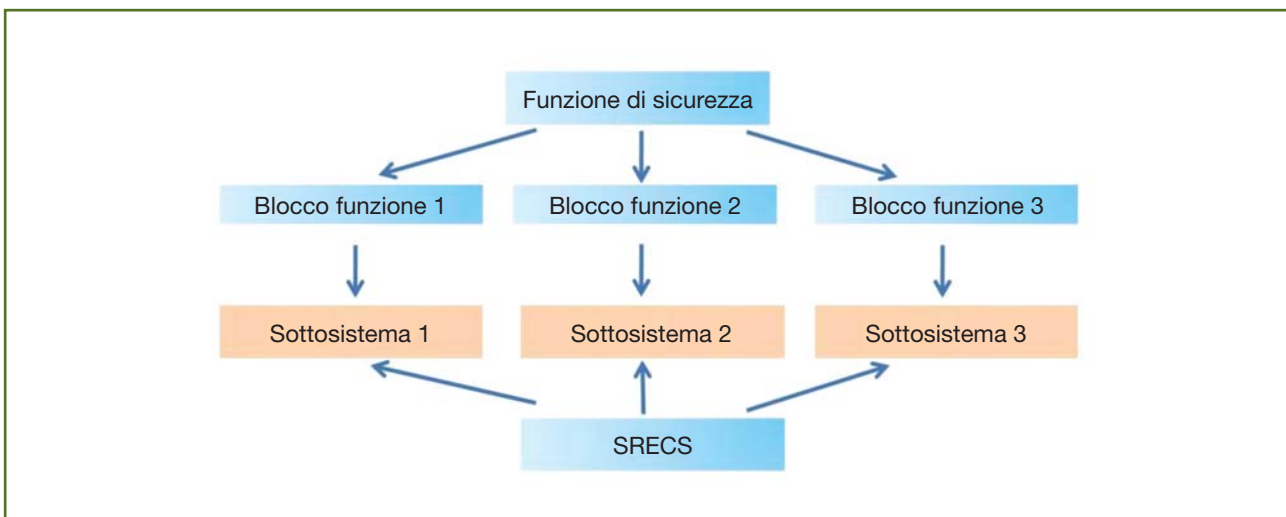 Funzione di sicurezza
Blocco funzione 1
Blocco funzione 2
Blocco funzione 3
Sottosistema 1
Sottosistema 2
Sottosistema 3
SRECS